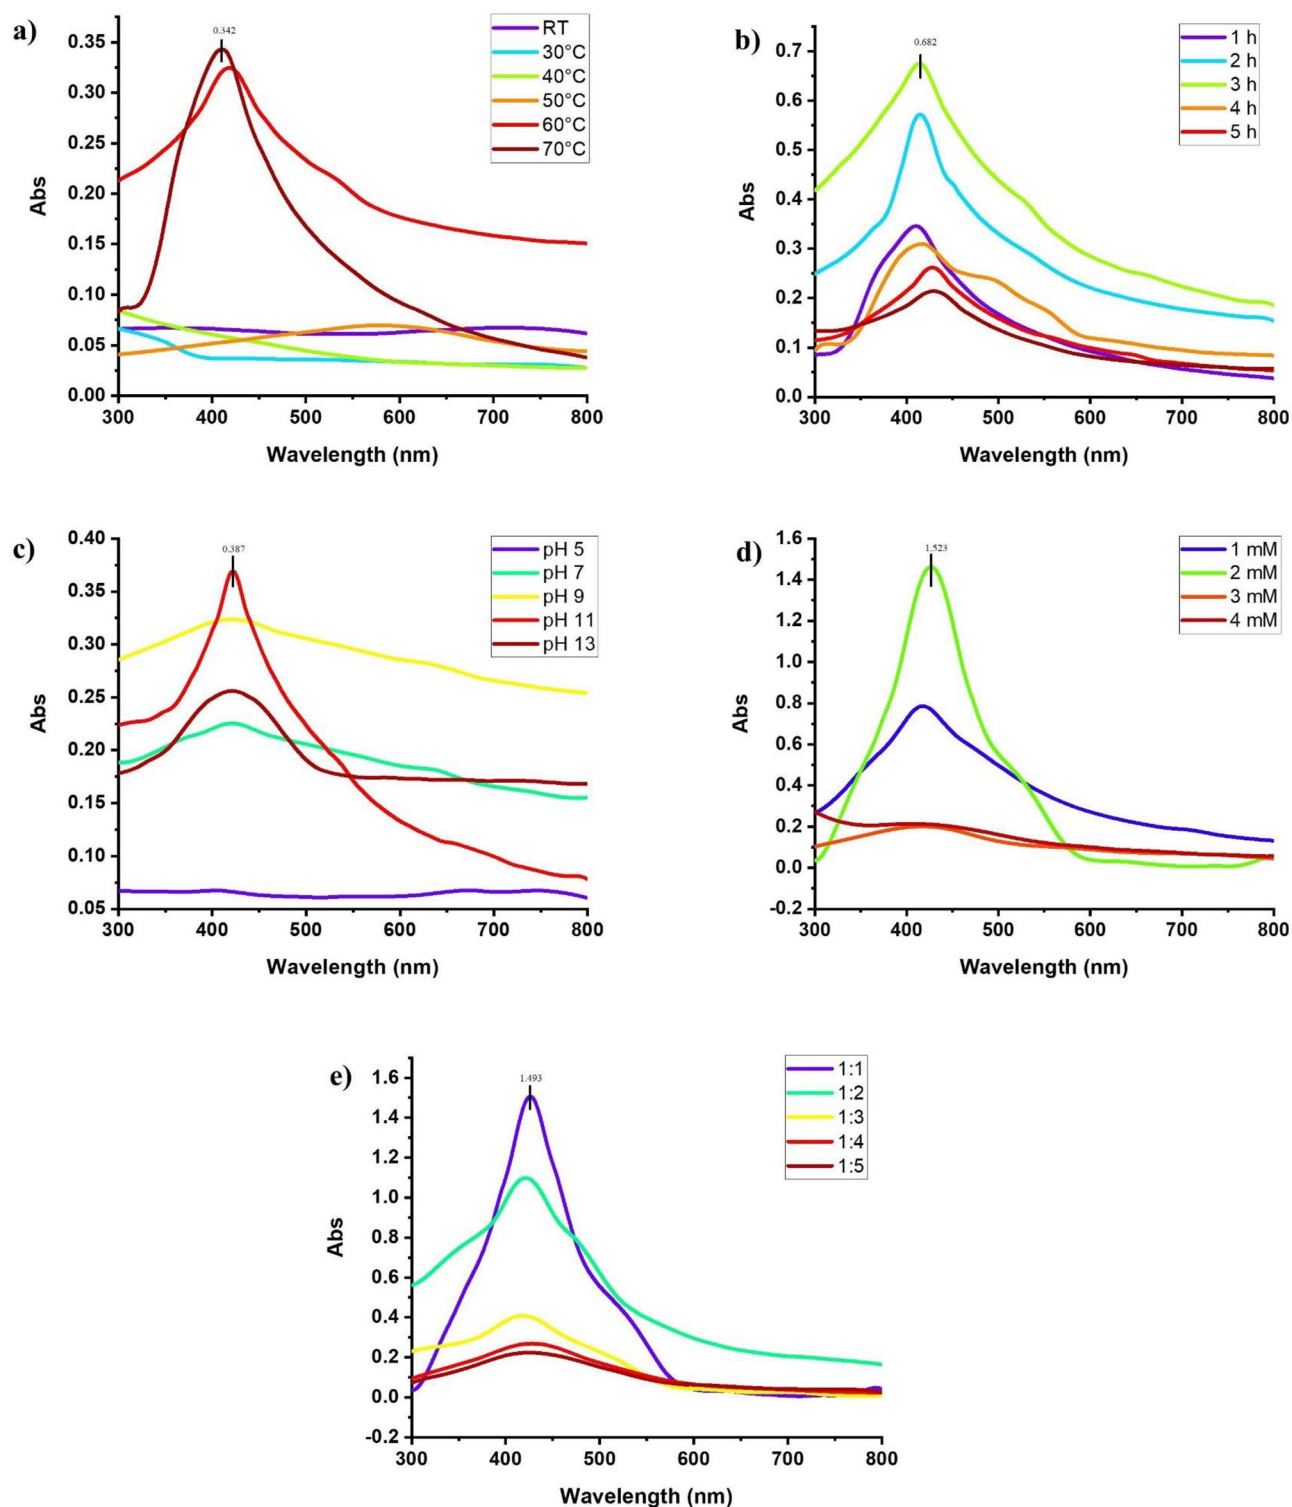 a)
0.342
RT
30°C
40°C
50°C
60°C
70°C
0.35
0.30
0.25
0.20
0.15
0.10
0.05
0.00
Abs
300 400 500 600 700 800
Wavelength (nm)
b)
0.682
1 h
2 h
3 h
4 h
5 h
0.7
0.6
0.5
0.4
0.3
0.2
0.1
0.0
Abs
300 400 500 600 700 800
Wavelength (nm)
c)
0.387
pH 5
pH 7
pH 9
pH 11
pH 13
0.40
0.35
0.30
0.25
0.20
0.15
0.10
0.05
Abs
300 400 500 600 700 800
Wavelength (nm)
d)
1.523
1 mM
2 mM
3 mM
4 mM
1.6
1.4
1.2
1.0
0.8
0.6
0.4
0.2
0.0
-0.2
Abs
300 400 500 600 700 800
Wavelength (nm)
e)
1.493
1:1
1:2
1:3
1:4
1:5
1.6
1.4
1.2
1.0
0.8
0.6
0.4
0.2
0.0
-0.2
Abs
300 400 500 600 700 800
Wavelength (nm)